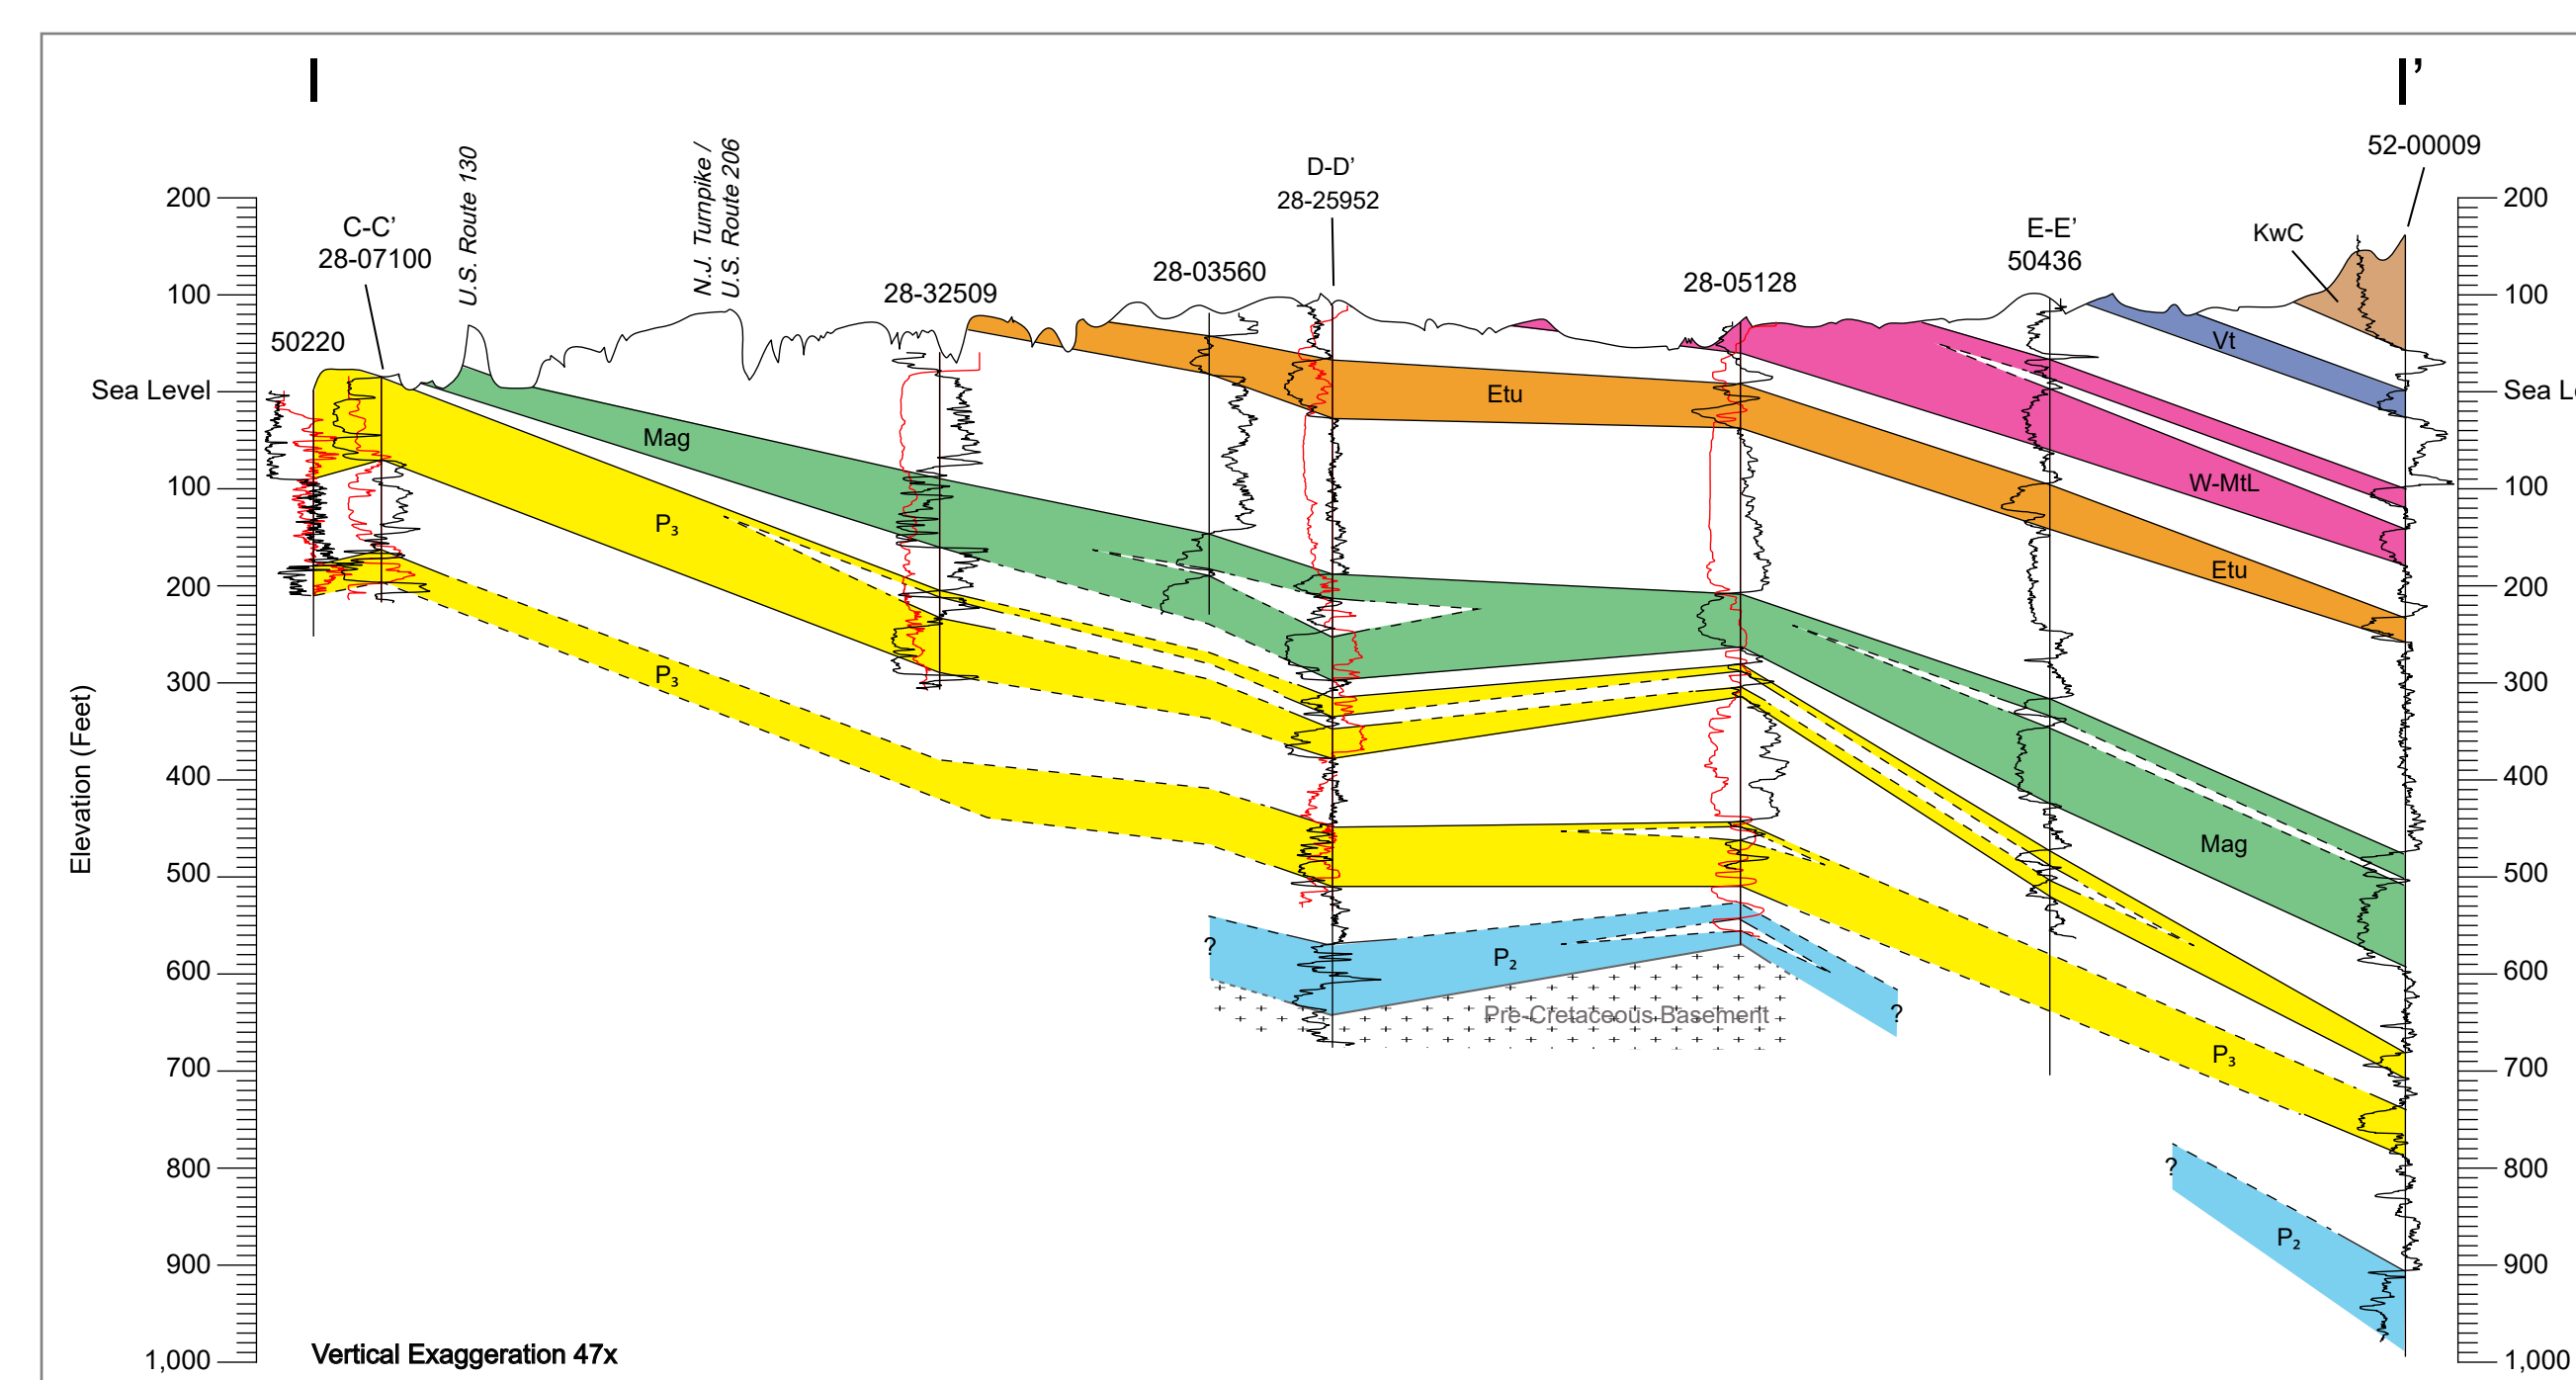 I
I’
52-00009
U.S. Route 130
N.J. Turnpike /
U.S. Route 206
D-D’
28-25952
C-C’
28-07100
E-E’
50436
KwC
28-03560
28-05128
28-32509
50220
Vt
Etu
Mag
W-MtL
P₃
Etu
P₃
Mag
?
P₂
Pre-Cretaceous Basement
?
P₃
?
P₂
Elevation (Feet)
200
100
Sea Level
100
200
300
400
500
600
700
800
900
1,000
200
100
Sea L
100
200
300
400
500
600
700
800
900
1,000
Vertical Exaggeration 47x